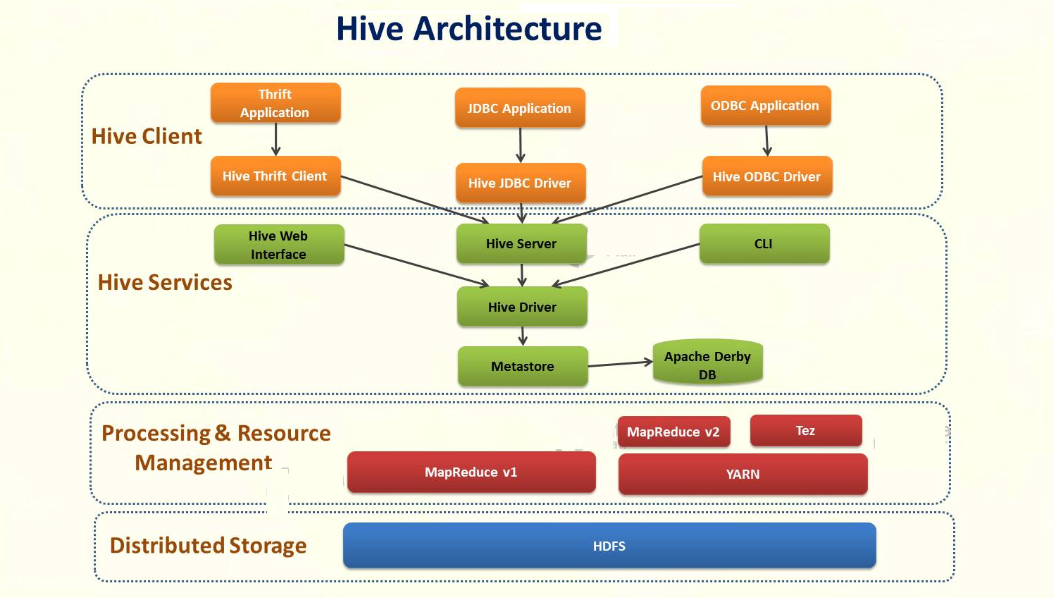 Hive Architecture
Thrift
Application
JDBC Application
ODBC Application
Hive Client
Hive Thrift Client
Hive JDBC Driver
Hive ODBC Driver
Hive Web
Interface
Hive Server
CLI
Hive Services
Hive Driver
Metastore
Apache Derby
DB
Processing & Resource
Management
MapReduce v2
Tez
MapReduce v1
YARN
Distributed Storage
HDFS